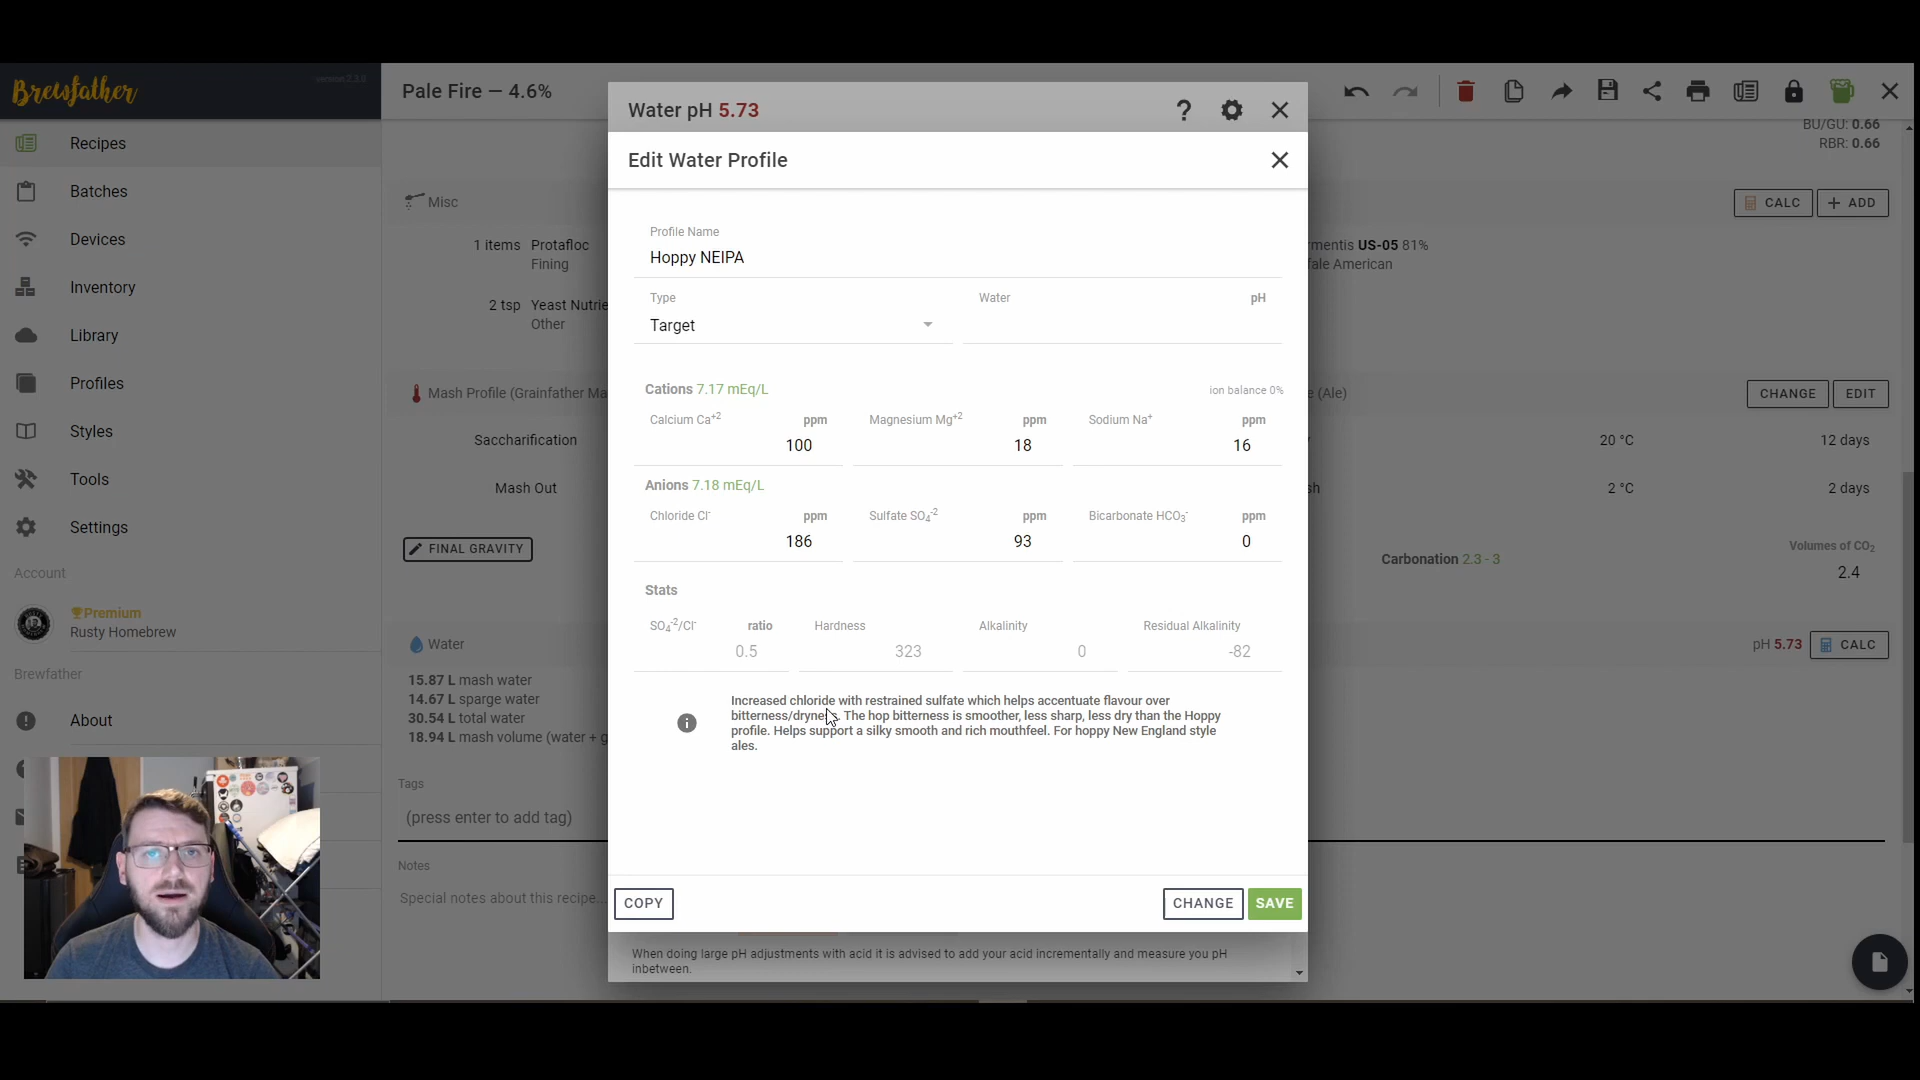 Brewfather
version 2.3.0
Recipes
Batches
Devices
Inventory
Library
Profiles
Styles
Tools
Settings
Account
Premium
Rusty Homebrew
Brewfather
About
Pale Fire — 4.6%
BU/GU: 0.66
RBR: 0.66
Misc
CALC
ADD
1 items Protafloc
Fining
2 tsp Yeast Nutrie
Other
rmentis US-05 81%
fale American
Mash Profile (Grainfather Ma
e (Ale)
CHANGE
EDIT
Saccharification
20 °C
12 days
Mash Out
sh
2 °C
2 days
FINAL GRAVITY
Carbonation 2.3 - 3
Volumes of CO2
2.4
Water
pH 5.73
CALC
15.87 L mash water
14.67 L sparge water
30.54 L total water
18.94 L mash volume (water + g
Tags
(press enter to add tag)
Notes
Special notes about this recipe...
Water pH 5.73
?
Edit Water Profile
Profile Name
Hoppy NEIPA
Type
Water
pH
Target
Cations 7.17 mEq/L
ion balance 0%
Calcium Ca+2 ppm
Magnesium Mg+2 ppm
Sodium Na+ ppm
100
18
16
Anions 7.18 mEq/L
Chloride Cl- ppm
Sulfate SO4-2 ppm
Bicarbonate HCO3- ppm
186
93
0
Stats
SO4-2/Cl- ratio
Hardness
Alkalinity
Residual Alkalinity
0.5
323
0
-82
Increased chloride with restrained sulfate which helps accentuate flavour over
bitterness/dryness. The hop bitterness is smoother, less sharp, less dry than the Hoppy
profile. Helps support a silky smooth and rich mouthfeel. For hoppy New England style
ales.
COPY
CHANGE
SAVE
When doing large pH adjustments with acid it is advised to add your acid incrementally and measure you pH
inbetween.